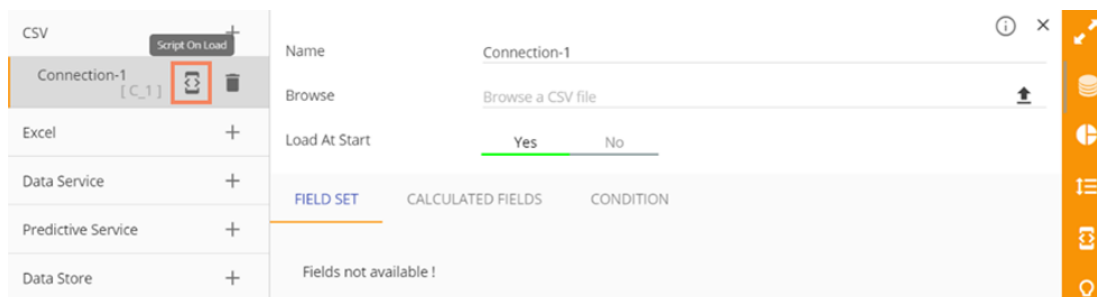 CSV
Script On Load
Connection-1
[ C_1 ]
Excel
Data Service
Predictive Service
Data Store
Name
Connection-1
Browse
Browse a CSV file
Load At Start
Yes
No
FIELD SET
CALCULATED FIELDS
CONDITION
Fields not available !